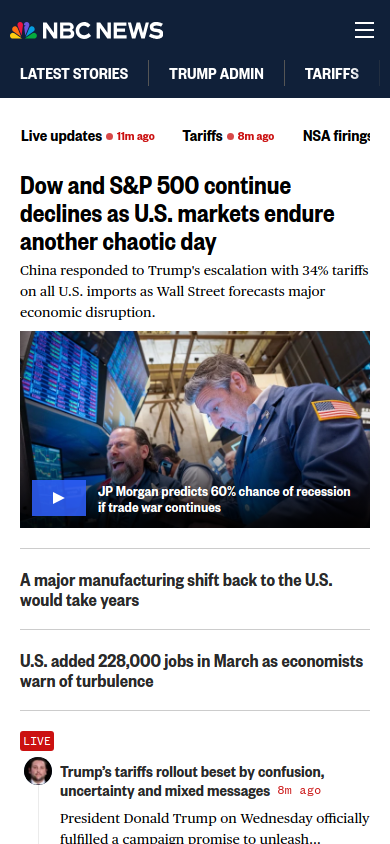 NBC NEWS
LATEST STORIES
TRUMP ADMIN
TARIFFS
Live updates 11m ago
Tariffs 8m ago
NSA firings
Dow and S&P 500 continue
declines as U.S. markets endure
another chaotic day
China responded to Trump's escalation with 34% tariffs
on all U.S. imports as Wall Street forecasts major
economic disruption.
JP Morgan predicts 60% chance of recession
if trade war continues
A major manufacturing shift back to the U.S.
would take years
U.S. added 228,000 jobs in March as economists
warn of turbulence
LIVE
Trump’s tariffs rollout beset by confusion,
uncertainty and mixed messages 8m ago
President Donald Trump on Wednesday officially
fulfilled a campaign promise to unleash...